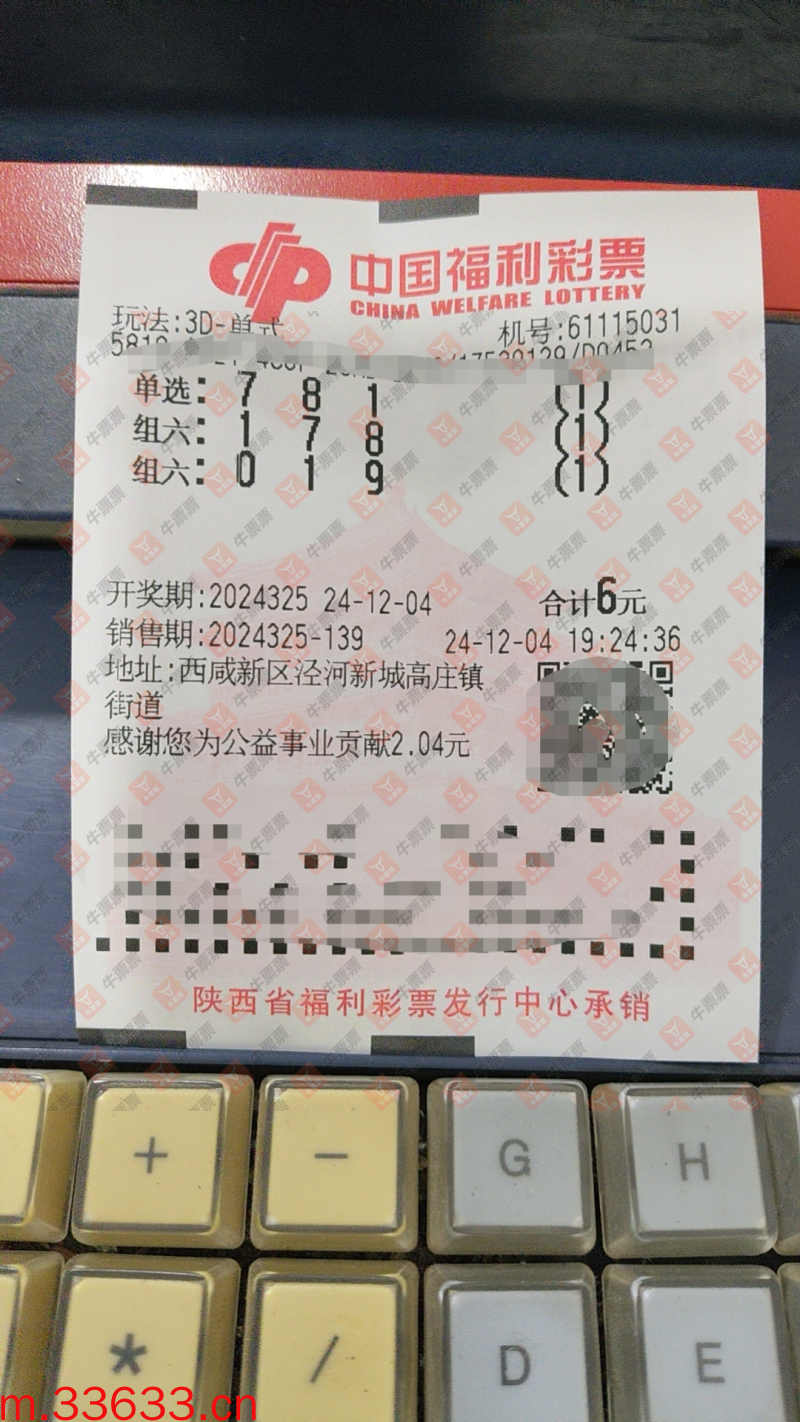 中国福利彩票
CHINA WELFARE LOTTERY
玩法:3D-单式
机号:61115031
单选: 7 8 1 (1)
组六: 1 7 8 (1)
组六: 0 1 9 (1)
开奖期:2024325 24-12-04 合计6元
销售期:2024325-139 24-12-04 19:24:36
地址:西咸新区泾河新城高庄镇
街道
感谢您为公益事业贡献2.04元
陕西省福利彩票发行中心承销
牛票票
+ - G H
* / D E
m.33633.cn